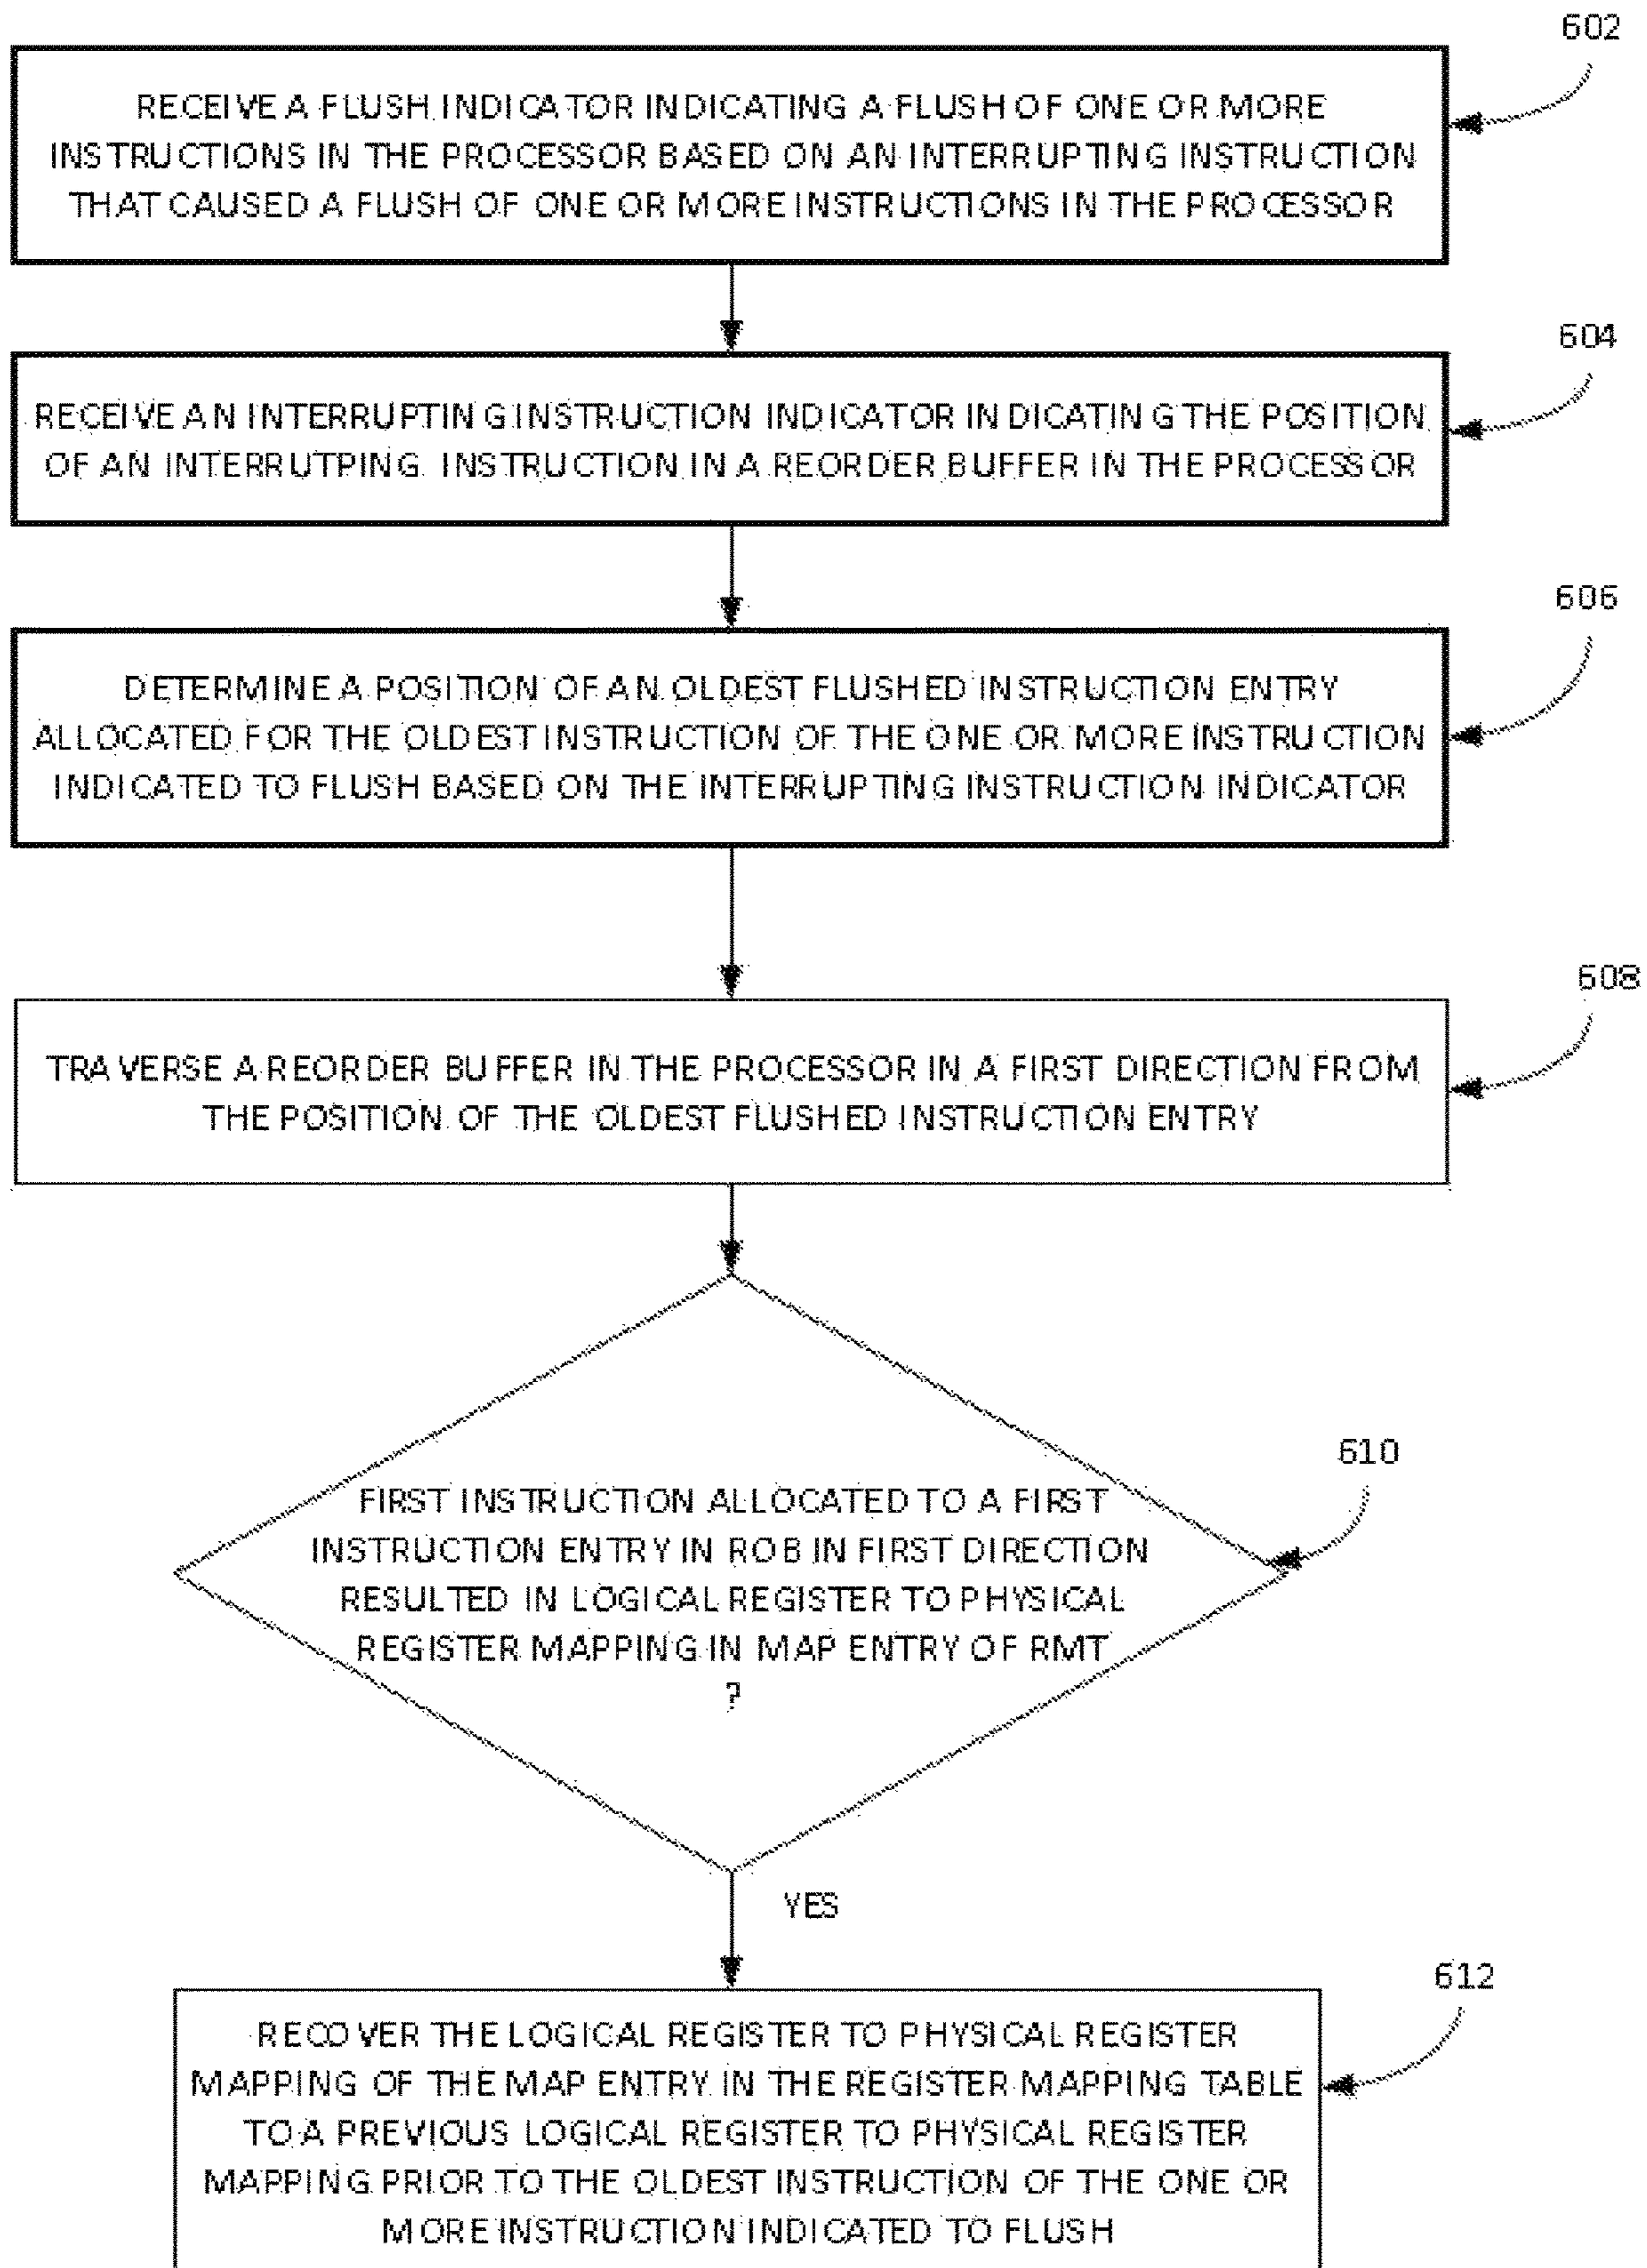 602
RECEIVE A FLUSH INDICATOR INDICATING A FLUSH OF ONE OR MORE
INSTRUCTIONS IN THE PROCESSOR BASED ON AN INTERRUPTING INSTRUCTION
THAT CAUSED A FLUSH OF ONE OR MORE INSTRUCTIONS IN THE PROCESSOR
604
RECEIVE AN INTERRUPTING INSTRUCTION INDICATOR INDICATING THE POSITION
OF AN INTERRUTPING INSTRUCTION IN A REORDER BUFFER IN THE PROCESSOR
606
DETERMINE A POSITION OF AN OLDEST FLUSHED INSTRUCTION ENTRY
ALLOCATED FOR THE OLDEST INSTRUCTION OF THE ONE OR MORE INSTRUCTION
INDICATED TO FLUSH BASED ON THE INTERRUPTING INSTRUCTION INDICATOR
608
TRAVERSE A REORDER BUFFER IN THE PROCESSOR IN A FIRST DIRECTION FROM
THE POSITION OF THE OLDEST FLUSHED INSTRUCTION ENTRY
610
FIRST INSTRUCTION ALLOCATED TO A FIRST
INSTRUCTION ENTRY IN ROB IN FIRST DIRECTION
RESULTED IN LOGICAL REGISTER TO PHYSICAL
REGISTER MAPPING IN MAP ENTRY OF RMT
?
YES
612
RECOVER THE LOGICAL REGISTER TO PHYSICAL REGISTER
MAPPING OF THE MAP ENTRY IN THE REGISTER MAPPING TABLE
TO A PREVIOUS LOGICAL REGISTER TO PHYSICAL REGISTER
MAPPING PRIOR TO THE OLDEST INSTRUCTION OF THE ONE OR
MORE INSTRUCTION INDICATED TO FLUSH